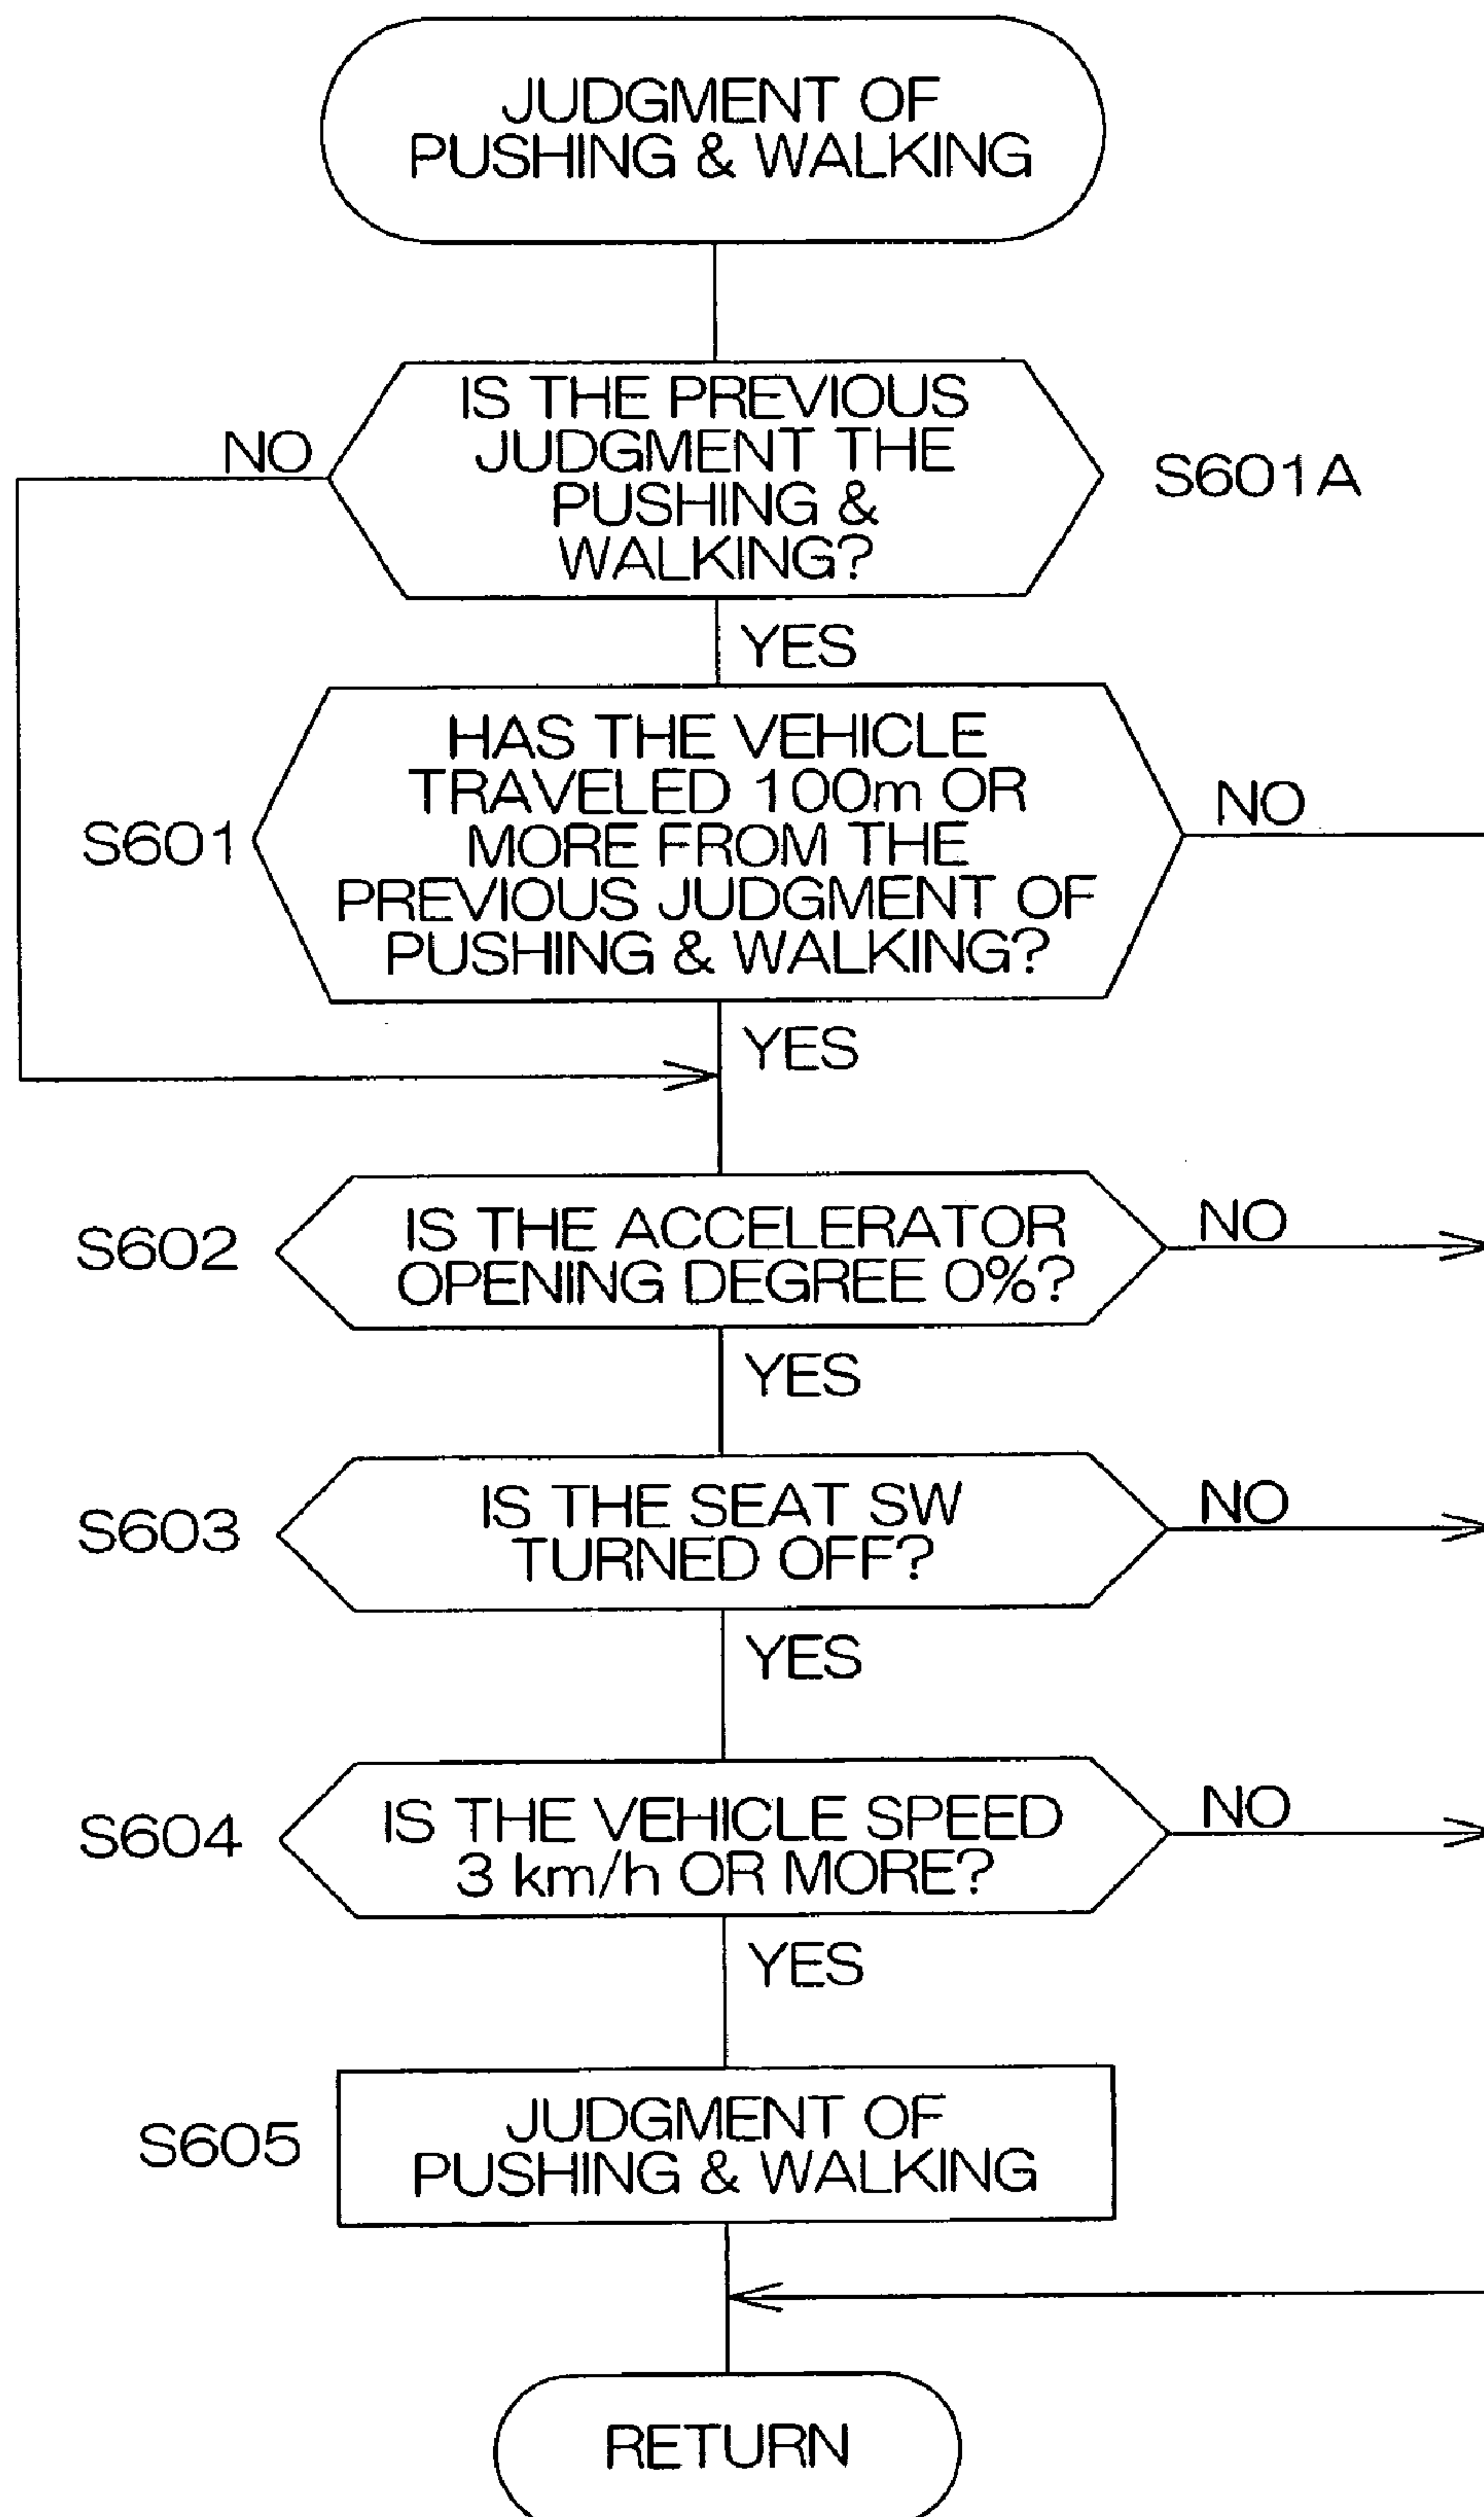 JUDGMENT OF
PUSHING & WALKING
IS THE PREVIOUS
JUDGMENT THE
PUSHING &
WALKING?
NO
S601A
YES
HAS THE VEHICLE
TRAVELED 100m OR
MORE FROM THE
PREVIOUS JUDGMENT OF
PUSHING & WALKING?
S601
NO
YES
S602
IS THE ACCELERATOR
OPENING DEGREE 0%?
NO
YES
S603
IS THE SEAT SW
TURNED OFF?
NO
YES
S604
IS THE VEHICLE SPEED
3 km/h OR MORE?
NO
YES
S605
JUDGMENT OF
PUSHING & WALKING
RETURN